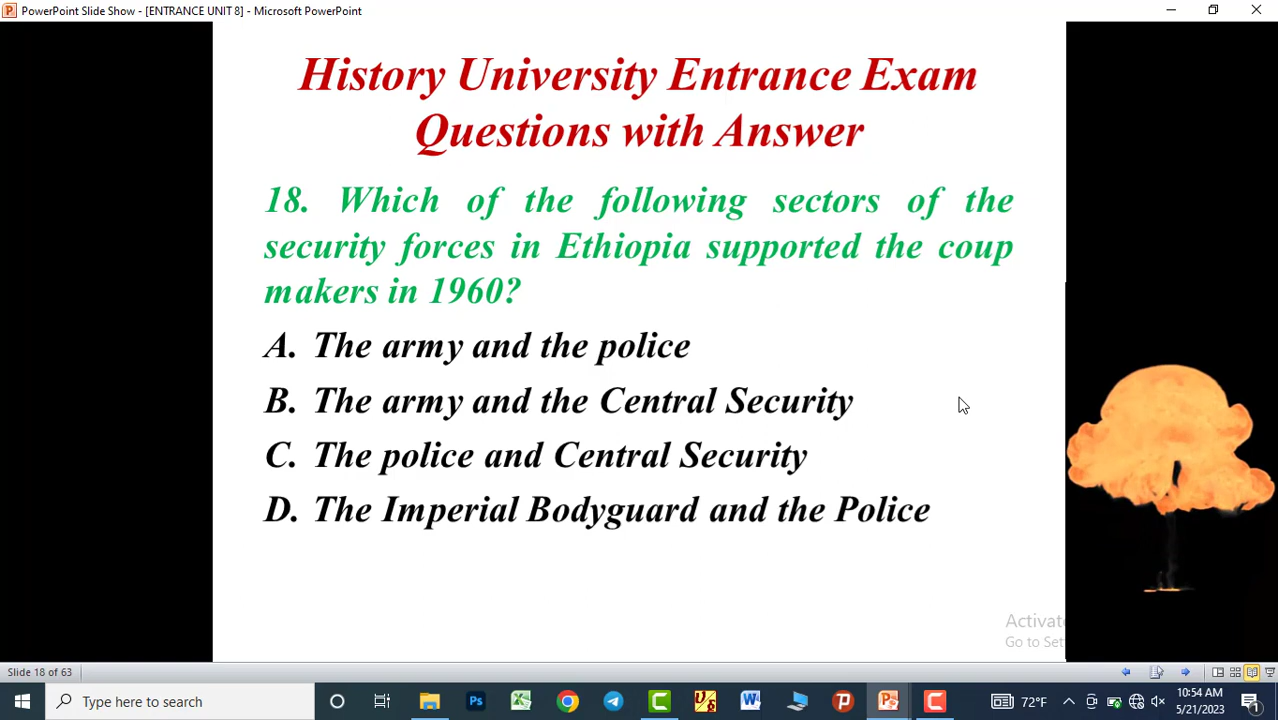 PowerPoint Slide Show - [ENTRANCE UNIT 8] - Microsoft PowerPoint
History University Entrance Exam
Questions with Answer
18. Which of the following sectors of the
security forces in Ethiopia supported the coup
makers in 1960?
A. The army and the police
B. The army and the Central Security
C. The police and Central Security
D. The Imperial Bodyguard and the Police
Activat
Go to Set
Slide 18 of 63
Type here to search
72°F
10:54 AM
5/21/2023